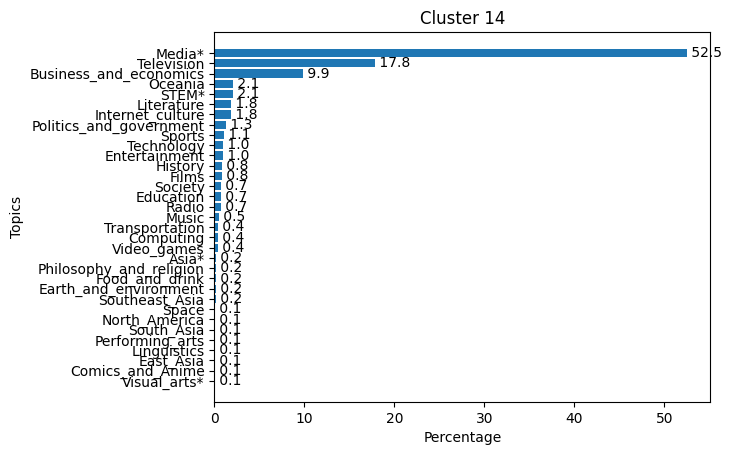 Cluster 14
Topics
Media* 52.5
Television 17.8
Business_and_economics 9.9
Oceania 2.1
STEM* 2.1
Literature 1.8
Internet_culture 1.8
Politics_and_government 1.3
Sports 1.1
Technology 1.0
Entertainment 1.0
History 0.8
Films 0.8
Society 0.7
Education 0.7
Radio 0.7
Music 0.5
Transportation 0.4
Computing 0.4
Video_games 0.4
Asia* 0.2
Philosophy_and_religion 0.2
Food_and_drink 0.2
Earth_and_environment 0.2
Southeast_Asia 0.2
Space 0.1
North_America 0.1
South_Asia 0.1
Performing_arts 0.1
Linguistics 0.1
East_Asia 0.1
Comics_and_Anime 0.1
Visual_arts* 0.1
0 10 20 30 40 50
Percentage